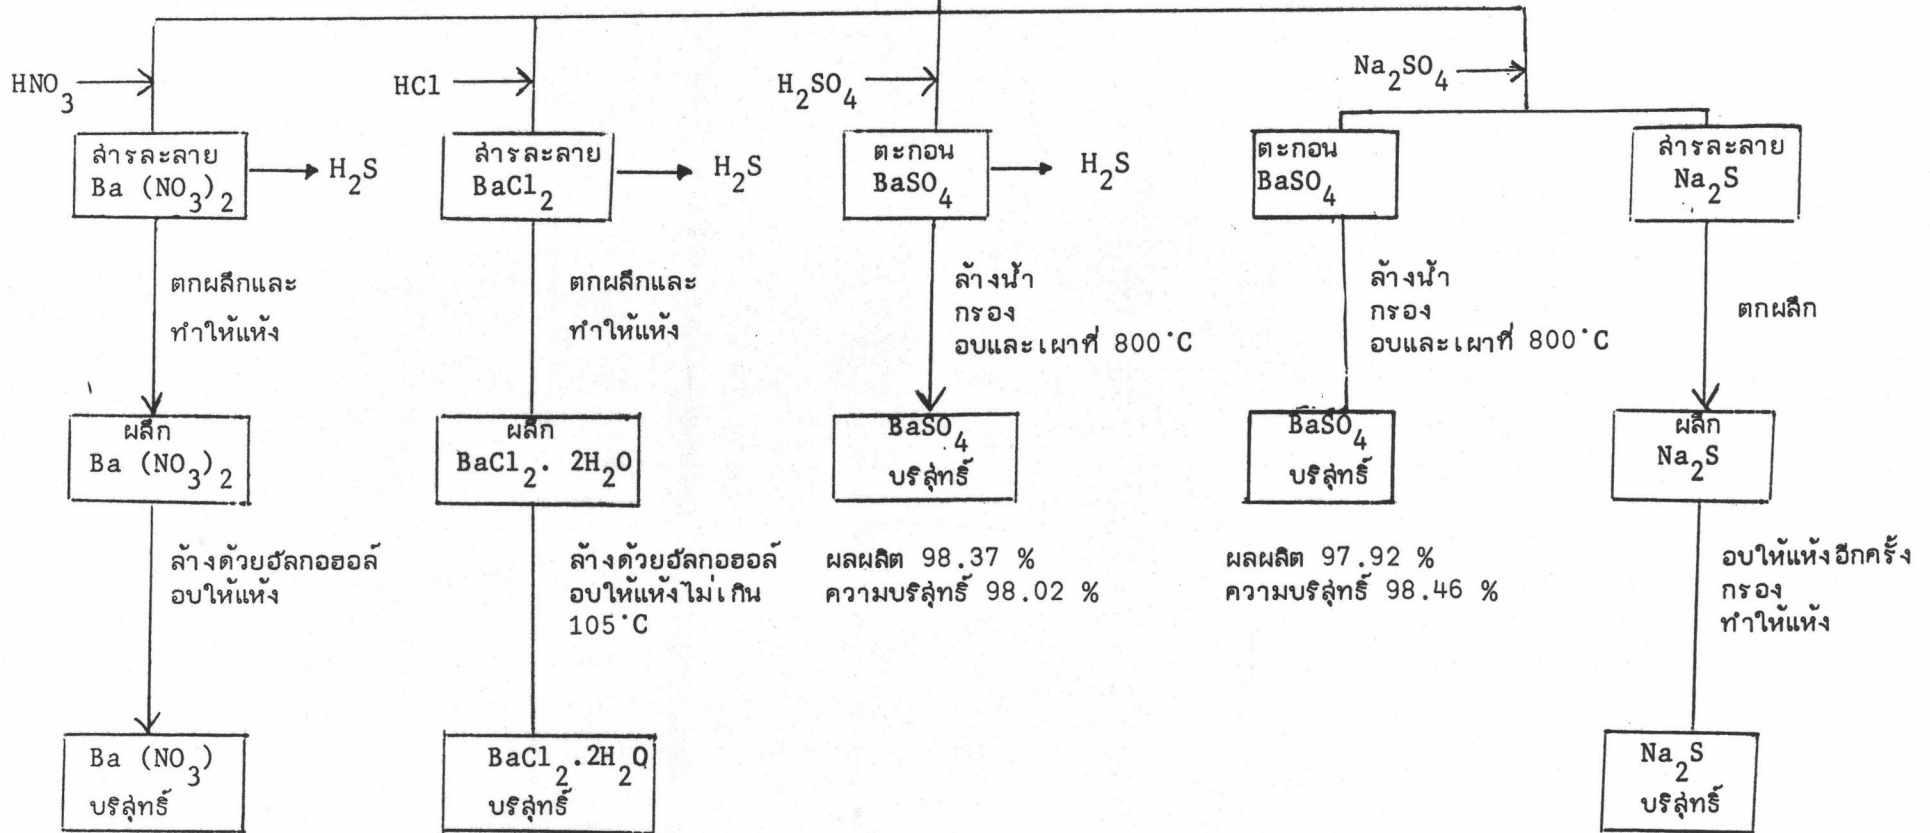 HNO3
HCl
H2SO4
Na2SO4
สารละลาย
Ba (NO3)2
H2S
สารละลาย
BaCl2
H2S
ตะกอน
BaSO4
H2S
ตะกอน
BaSO4
สารละลาย
Na2S
ตกผลึกและ
ทำให้แห้ง
ตกผลึกและ
ทำให้แห้ง
ล้างน้ำ
กรอง
อบและเผาที่ 800°C
ล้างน้ำ
กรอง
อบและเผาที่ 800°C
ตกผลึก
ผลึก
Ba (NO3)2
ผลึก
BaCl2. 2H2O
BaSO4
บริสุทธิ์
BaSO4
บริสุทธิ์
ผลึก
Na2S
ล้างด้วยอัลกอฮอล์
อบให้แห้ง
ล้างด้วยอัลกอฮอล์
อบให้แห้งไม่เกิน
105°C
ผลผลิต 98.37 %
ความบริสุทธิ์ 98.02 %
ผลผลิต 97.92 %
ความบริสุทธิ์ 98.46 %
อบให้แห้งอีกครั้ง
กรอง
ทำให้แห้ง
Ba (NO3)
บริสุทธิ์
BaCl2.2H2O
บริสุทธิ์
Na2S
บริสุทธิ์